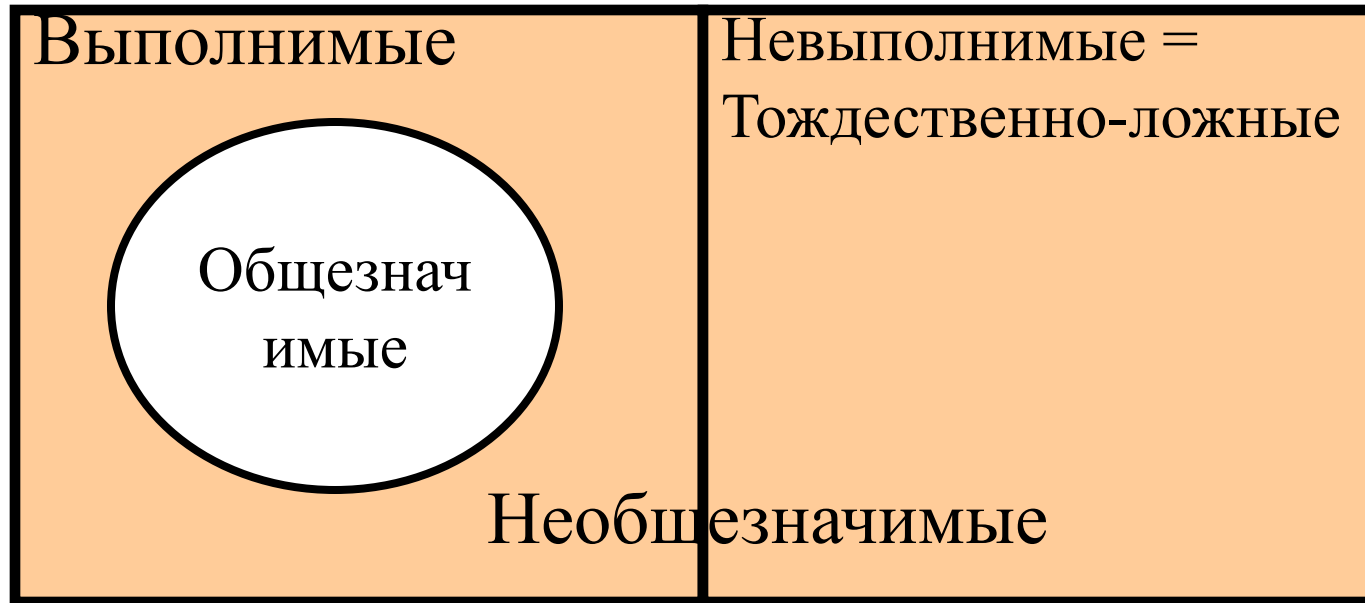 Выполнимые
Невыполнимые =
Тождественно-ложные
Общезнач
имые
Необщезначимые